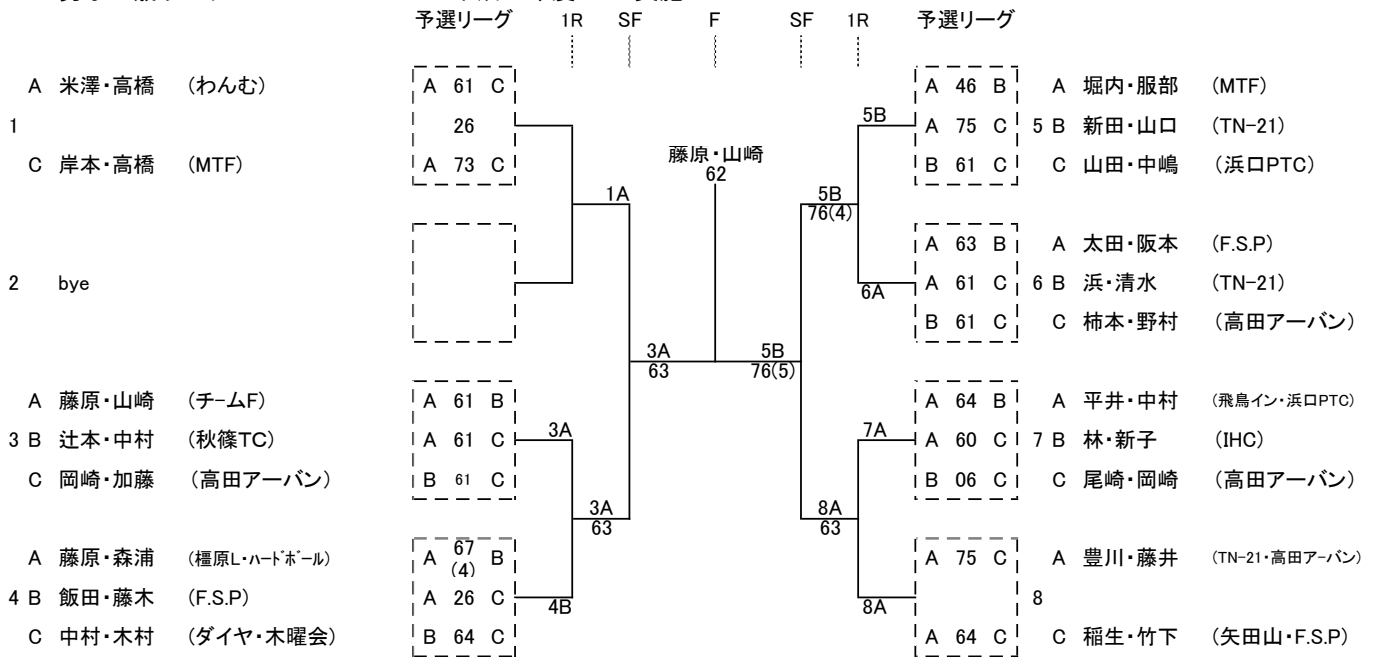 予選リーグ 1R SF F SF 1R 予選リーグ
A 米澤・高橋 (わんむ) A 61 C A 46 B A 堀内・服部 (MTF)
1 26 5B A 75 C 5 B 新田・山口 (TN-21)
C 岸本・高橋 (MTF) A 73 C 藤原・山崎 B 61 C C 山田・中嶋 (浜口PTC)
62
1A 5B
76(4)
A 63 B A 太田・阪本 (F.S.P)
2 bye 6A A 61 C 6 B 浜・清水 (TN-21)
B 61 C C 柿本・野村 (高田アーバン)
3A 5B
63 76(5)
A 藤原・山崎 (チームF) A 61 B A 64 B A 平井・中村 (飛鳥イン・浜口PTC)
3 B 辻本・中村 (秋篠TC) A 61 C 3A 7A A 60 C 7 B 林・新子 (IHC)
C 岡崎・加藤 (高田アーバン) B 61 C B 06 C C 尾崎・岡崎 (高田アーバン)
3A 8A
63 63
A 藤原・森浦 (橿原L・ハードボール) A 67(4) B A 75 C A 豊川・藤井 (TN-21・高田アーバン)
4 B 飯田・藤木 (F.S.P) A 26 C 4B 8A 8
C 中村・木村 (ダイヤ・木曜会) B 64 C A 64 C C 稲生・竹下 (矢田山・F.S.P)